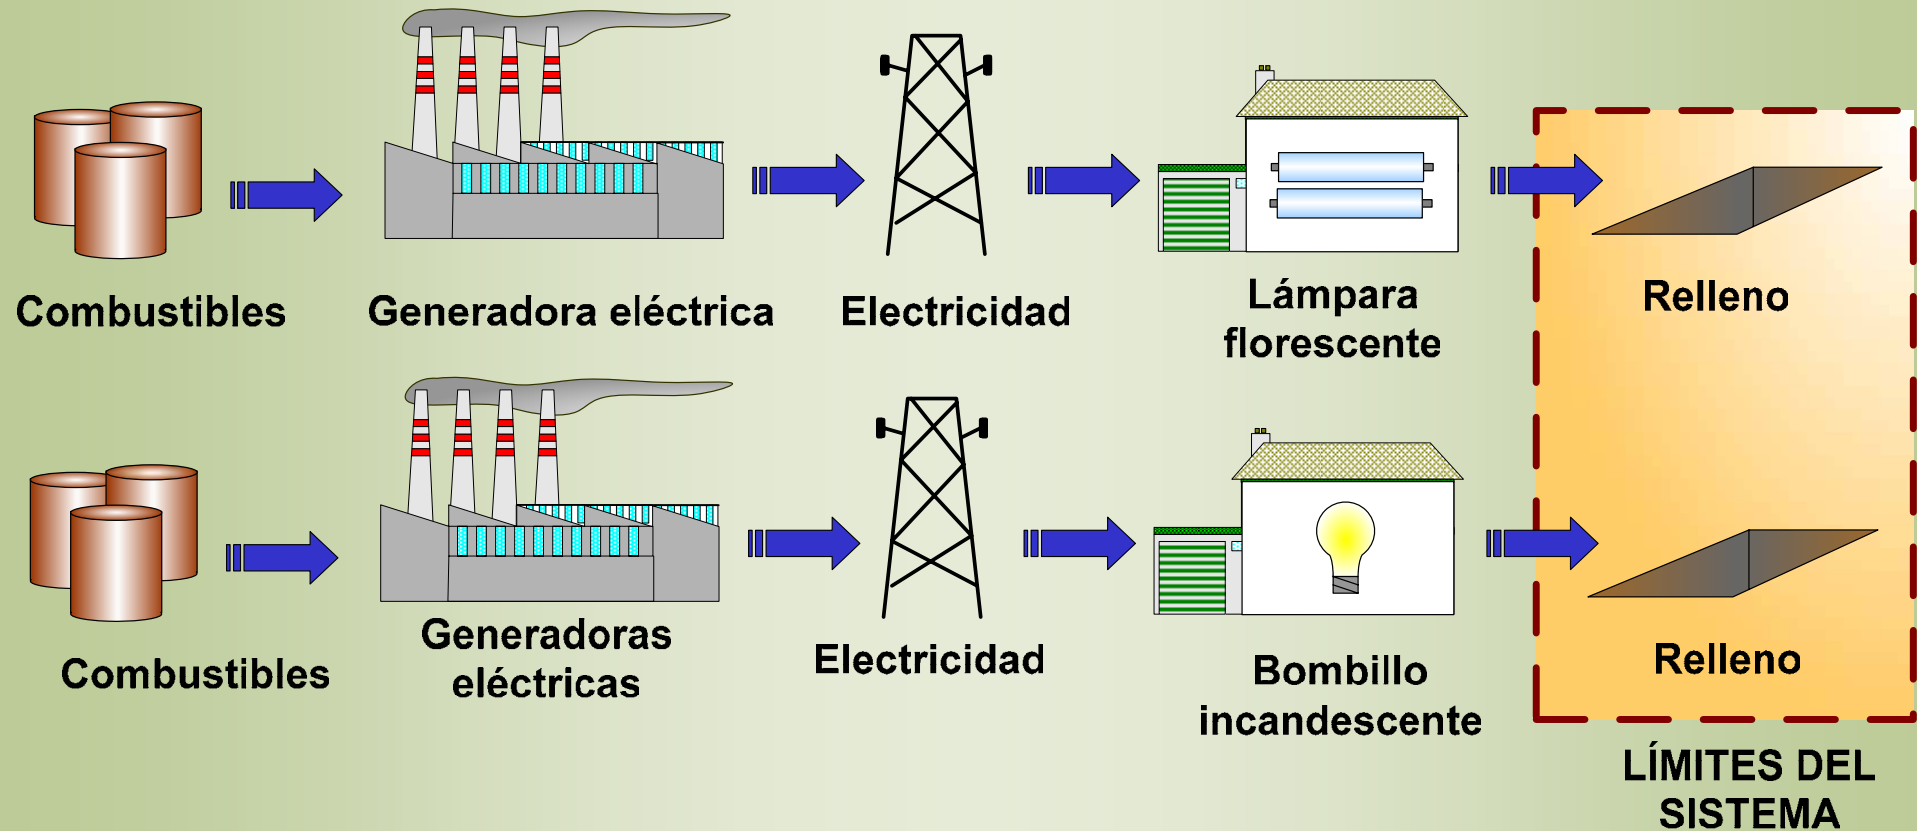 Combustibles
Generadora eléctrica
Electricidad
Lámpara
florescente
Relleno
Combustibles
Generadoras
eléctricas
Electricidad
Bombillo
incandescente
Relleno
LÍMITES DEL
SISTEMA